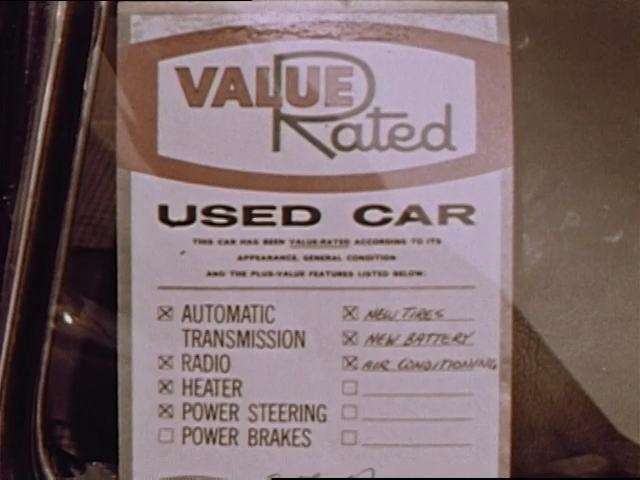 VALUE
Rated
USED CAR
THIS CAR HAS BEEN VALUE-RATED ACCORDING TO ITS
APPEARANCE, GENERAL CONDITION
AND THE PLUS-VALUE FEATURES LISTED BELOW:
AUTOMATIC
TRANSMISSION
RADIO
HEATER
POWER STEERING
POWER BRAKES
NEW TIRES
NEW BATTERY
AIR CONDITIONING